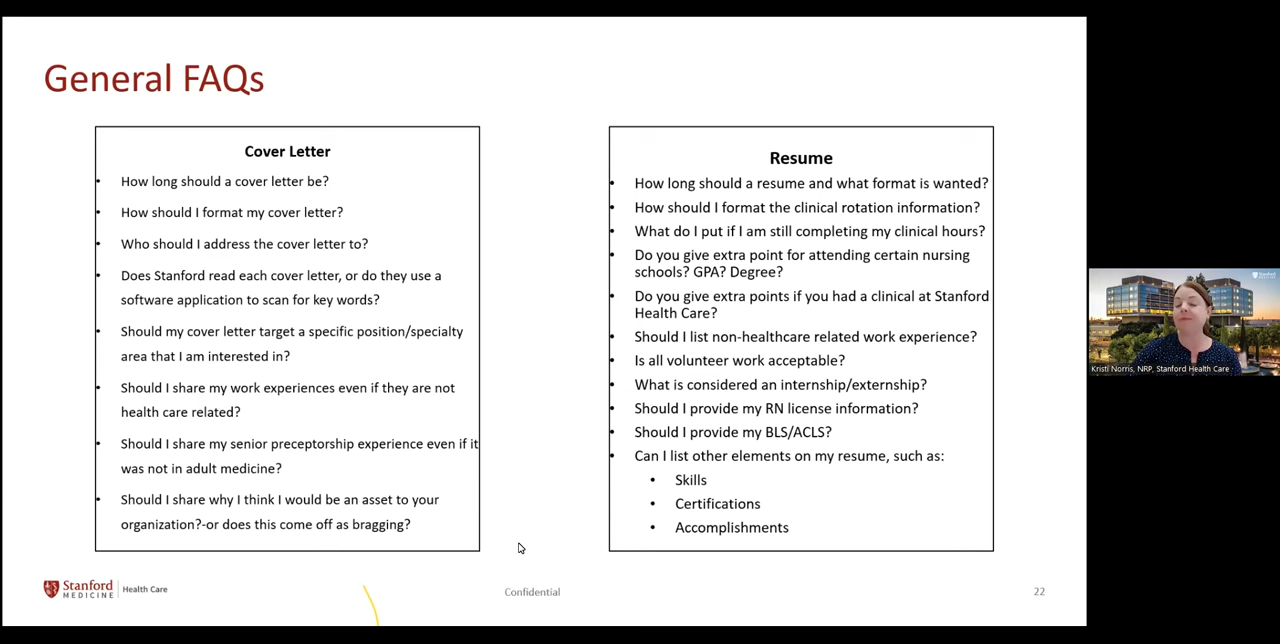 General FAQs
Cover Letter
• How long should a cover letter be?
• How should I format my cover letter?
• Who should I address the cover letter to?
• Does Stanford read each cover letter, or do they use a
software application to scan for key words?
• Should my cover letter target a specific position/specialty
area that I am interested in?
• Should I share my work experiences even if they are not
health care related?
• Should I share my senior preceptorship experience even if it
was not in adult medicine?
• Should I share why I think I would be an asset to your
organization?-or does this come off as bragging?
Resume
• How long should a resume and what format is wanted?
• How should I format the clinical rotation information?
• What do I put if I am still completing my clinical hours?
• Do you give extra point for attending certain nursing
schools? GPA? Degree?
• Do you give extra points if you had a clinical at Stanford
Health Care?
• Should I list non-healthcare related work experience?
• Is all volunteer work acceptable?
• What is considered an internship/externship?
• Should I provide my RN license information?
• Should I provide my BLS/ACLS?
• Can I list other elements on my resume, such as:
• Skills
• Certifications
• Accomplishments
Stanford
MEDICINE
Health Care
Confidential
22
Kristi Norris, NRP, Stanford Health Care